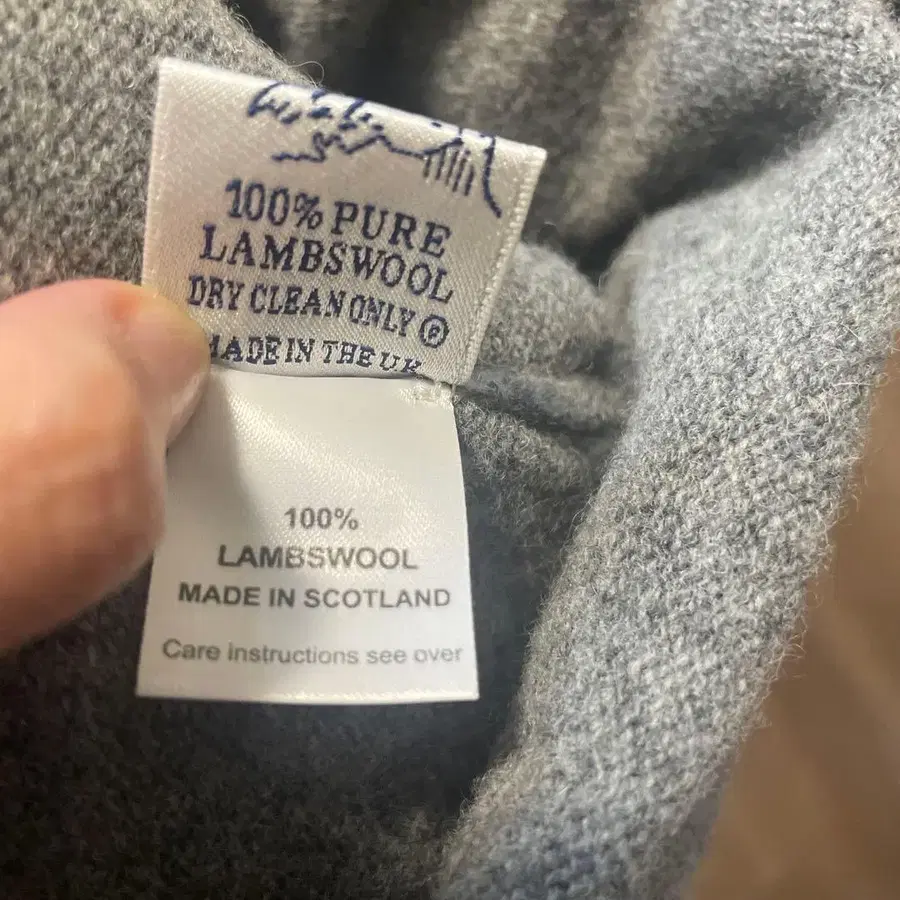 100% PURE
LAMBSWOOL
DRY CLEAN ONLY Ⓟ
MADE IN THE UK
100%
LAMBSWOOL
MADE IN SCOTLAND
Care instructions see over